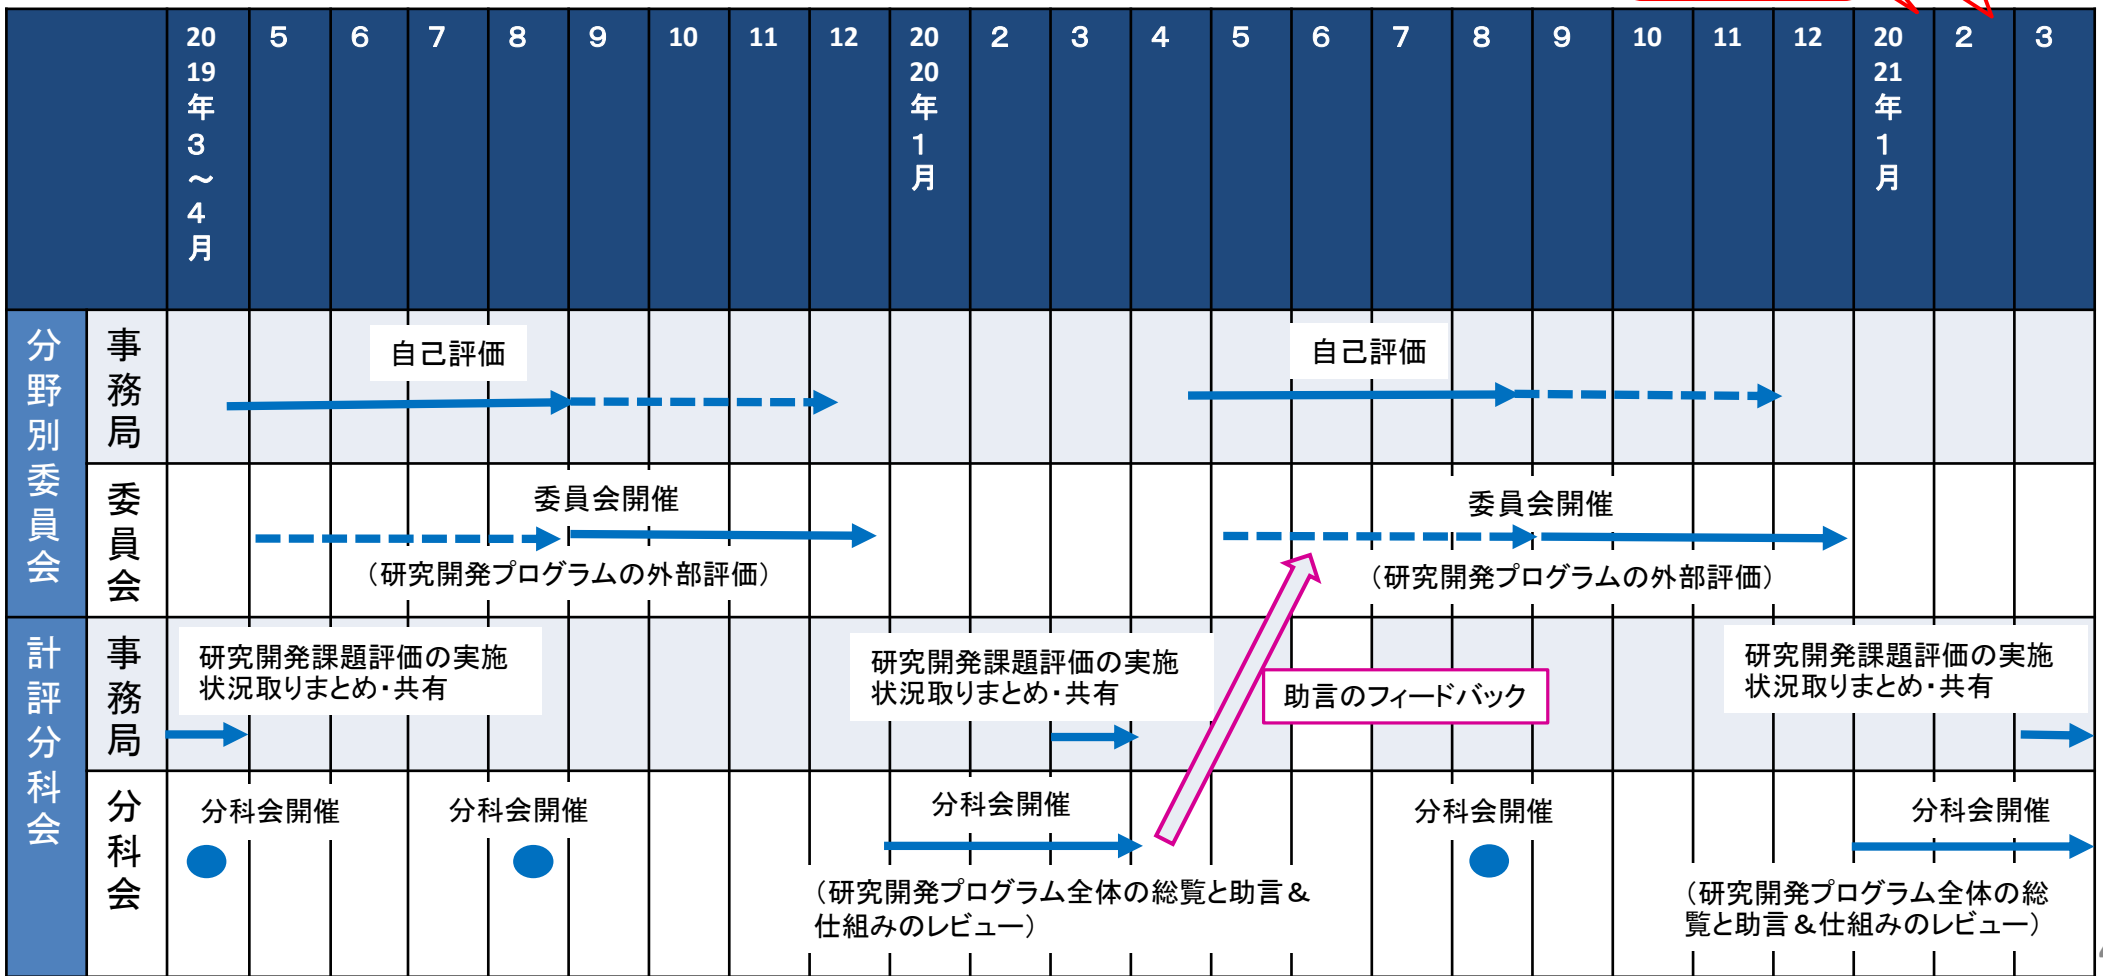 2019年3～4月 5 6 7 8 9 10 11 12 2020年1月 2 3 4 5 6 7 8 9 10 11 12 2021年1月 2 3
分野別委員会
事務局
自己評価
自己評価
委員会
委員会開催
委員会開催
（研究開発プログラムの外部評価）
（研究開発プログラムの外部評価）
計評分科会
事務局
研究開発課題評価の実施
状況取りまとめ・共有
研究開発課題評価の実施
状況取りまとめ・共有
助言のフィードバック
研究開発課題評価の実施
状況取りまとめ・共有
分科会
分科会開催
分科会開催
分科会開催
分科会開催
分科会開催
（研究開発プログラム全体の総覧と助言＆
仕組みのレビュー）
（研究開発プログラム全体の総
覧と助言＆仕組みのレビュー）